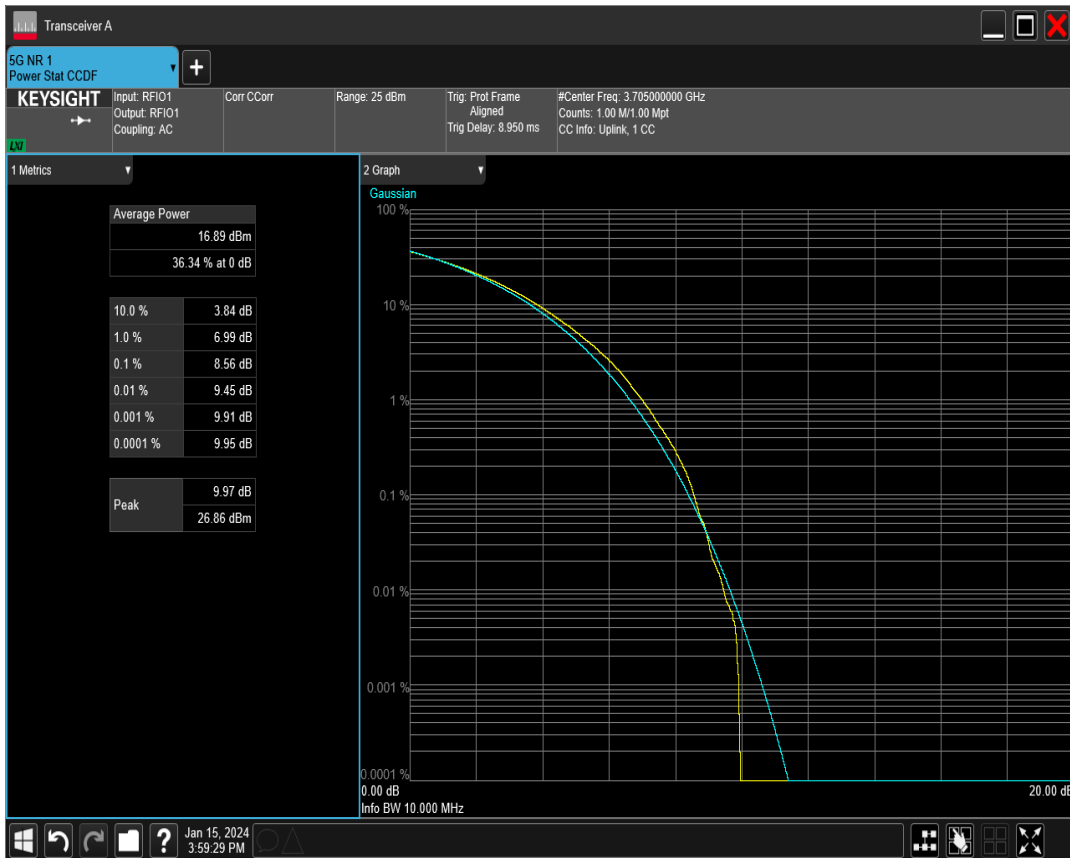 Transceiver A
5G NR 1
Power Stat CCDF
+
KEYSIGHT
LXI
Input: RFIO1
Output: RFIO1
Coupling: AC
Corr CCorr
Range: 25 dBm
Trig: Prot Frame
Aligned
Trig Delay: 8.950 ms
#Center Freq: 3.705000000 GHz
Counts: 1.00 M/1.00 Mpt
CC Info: Uplink, 1 CC
1 Metrics
Average Power
16.89 dBm
36.34 % at 0 dB
10.0 % 3.84 dB
1.0 % 6.99 dB
0.1 % 8.56 dB
0.01 % 9.45 dB
0.001 % 9.91 dB
0.0001 % 9.95 dB
Peak
9.97 dB
26.86 dBm
2 Graph
Gaussian
100 %
10 %
1 %
0.1 %
0.01 %
0.001 %
0.0001 %
0.00 dB
20.00 dB
Info BW 10.000 MHz
?
Jan 15, 2024
3:59:29 PM